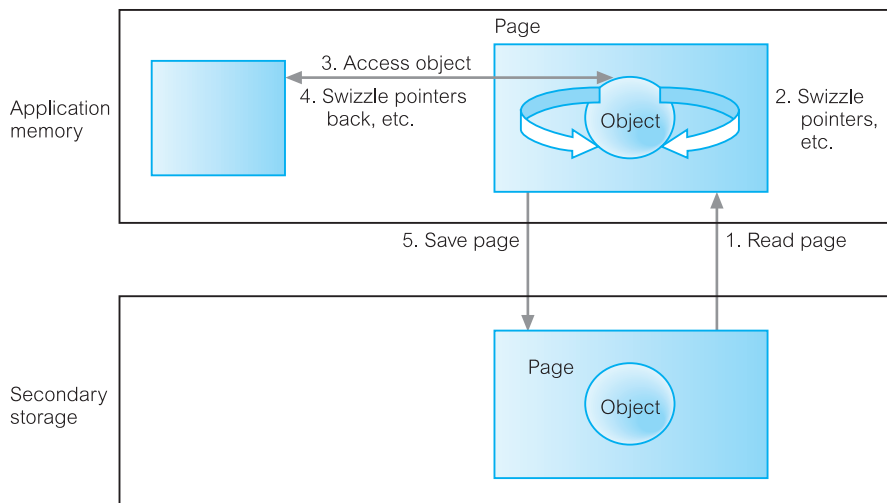 Page
3. Access object
4. Swizzle pointers
back, etc.
Object
2. Swizzle
pointers,
etc.
Application
memory
5. Save page
1. Read page
Page
Object
Secondary
storage